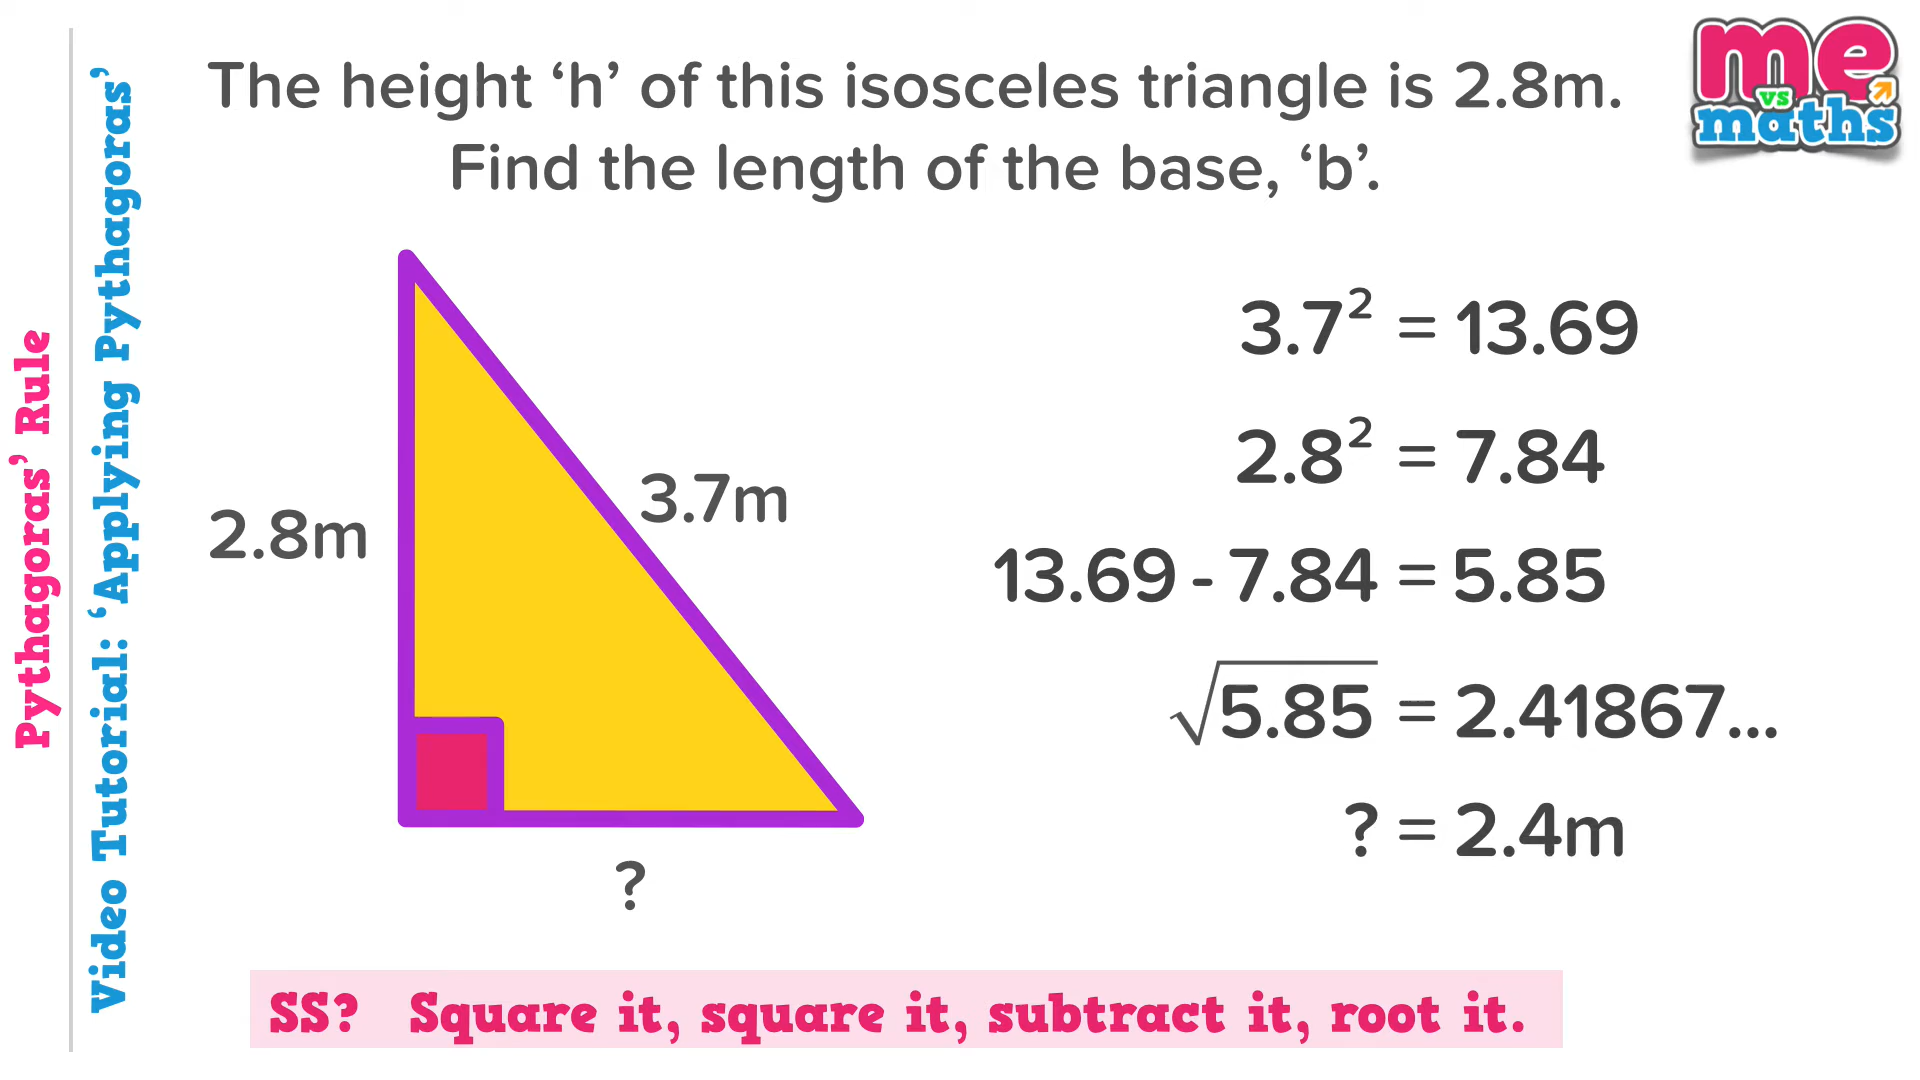 The height ‘h’ of this isosceles triangle is 2.8m.
Find the length of the base, ‘b’.
me
vs
maths
Pythagoras’ Rule
Video Tutorial: ‘Applying Pythagoras’
2.8m
3.7m
?
3.7² = 13.69
2.8² = 7.84
13.69 - 7.84 = 5.85
√5.85 = 2.41867...
? = 2.4m
SS? Square it, square it, subtract it, root it.